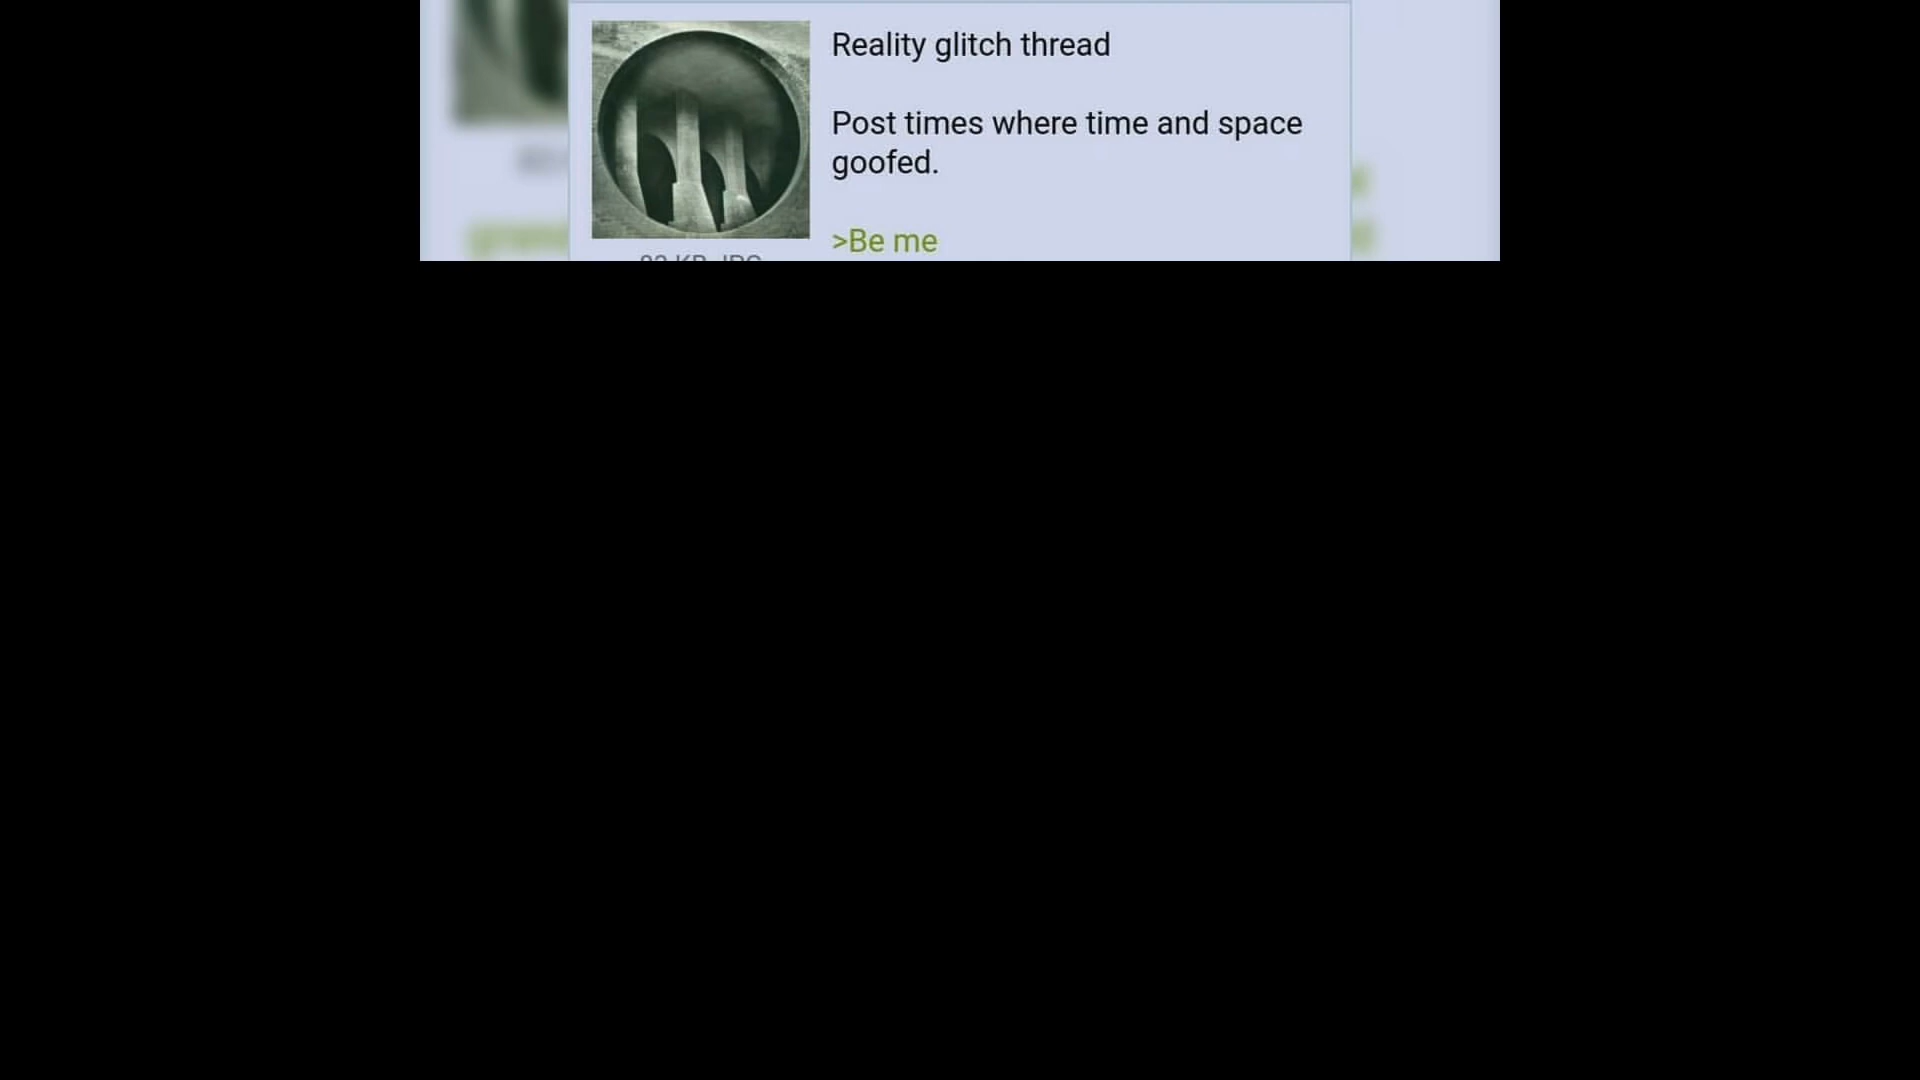 Reality glitch thread
Post times where time and space
goofed.
>Be me